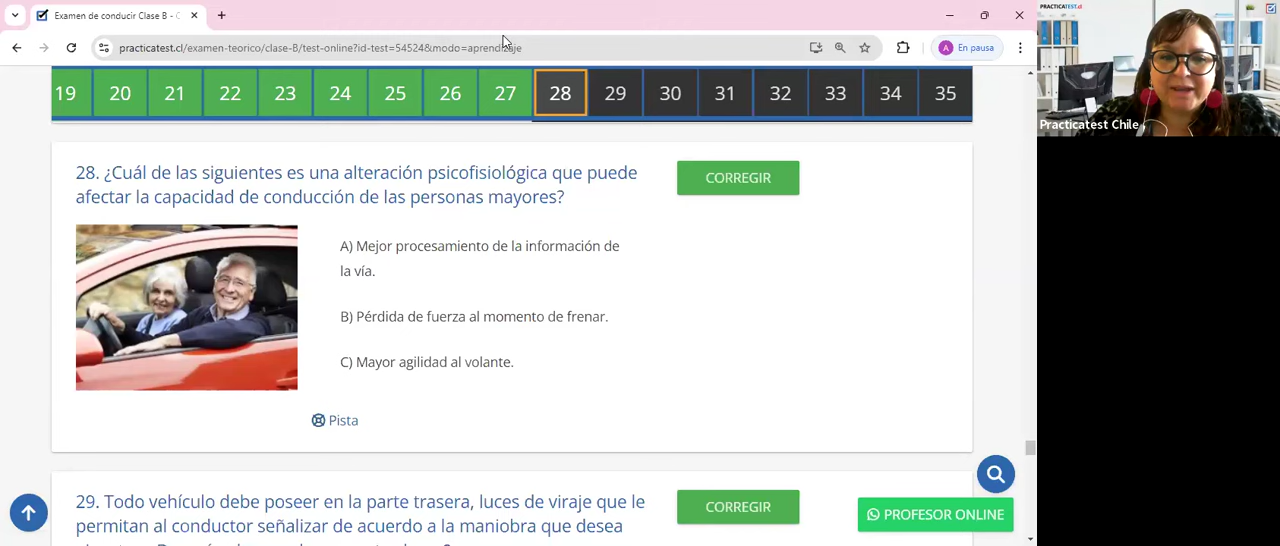 Examen de conducir Clase B - C
practicatest.cl/examen-teorico/clase-B/test-online?id-test=54524&modo=aprendizaje
A En pausa
PRACTICATEST.cl
Practicatest Chile
19 20 21 22 23 24 25 26 27 28 29 30 31 32 33 34 35
28. ¿Cuál de las siguientes es una alteración psicofisiológica que puede
afectar la capacidad de conducción de las personas mayores?
CORREGIR
A) Mejor procesamiento de la información de
la vía.
B) Pérdida de fuerza al momento de frenar.
C) Mayor agilidad al volante.
Pista
29. Todo vehículo debe poseer en la parte trasera, luces de viraje que le
permitan al conductor señalizar de acuerdo a la maniobra que desea
CORREGIR
PROFESOR ONLINE